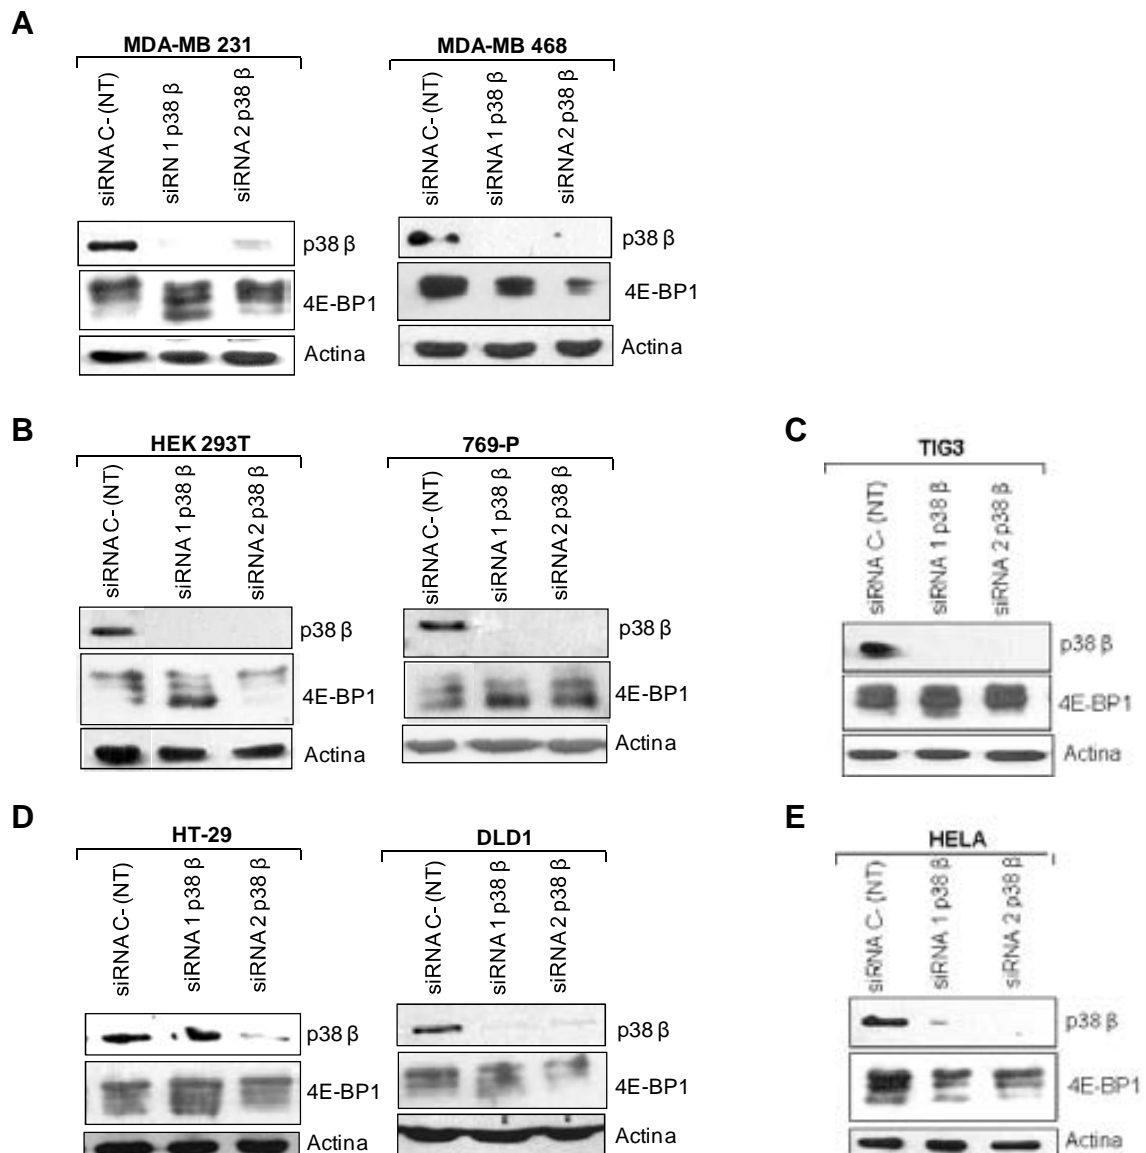 A
MDA-MB 231
siRNA C- (NT)
siRN 1 p38 β
siRNA 2 p38 β
p38 β
4E-BP1
Actina
MDA-MB 468
siRNA C- (NT)
siRNA 1 p38 β
siRNA 2 p38 β
p38 β
4E-BP1
Actina
B
HEK 293T
siRNA C- (NT)
siRNA 1 p38 β
siRNA 2 p38 β
p38 β
4E-BP1
Actina
769-P
siRNA C- (NT)
siRNA 1 p38 β
siRNA 2 p38 β
p38 β
4E-BP1
Actina
C
TIG3
siRNA C- (NT)
siRNA 1 p38 β
siRNA 2 p38 β
p38 β
4E-BP1
Actina
D
HT-29
siRNA C- (NT)
siRNA 1 p38 β
siRNA 2 p38 β
p38 β
4E-BP1
Actina
DLD1
siRNA C- (NT)
siRNA 1 p38 β
siRNA 2 p38 β
p38 β
4E-BP1
Actina
E
HELA
siRNA C- (NT)
siRNA 1 p38 β
siRNA 2 p38 β
p38 β
4E-BP1
Actina